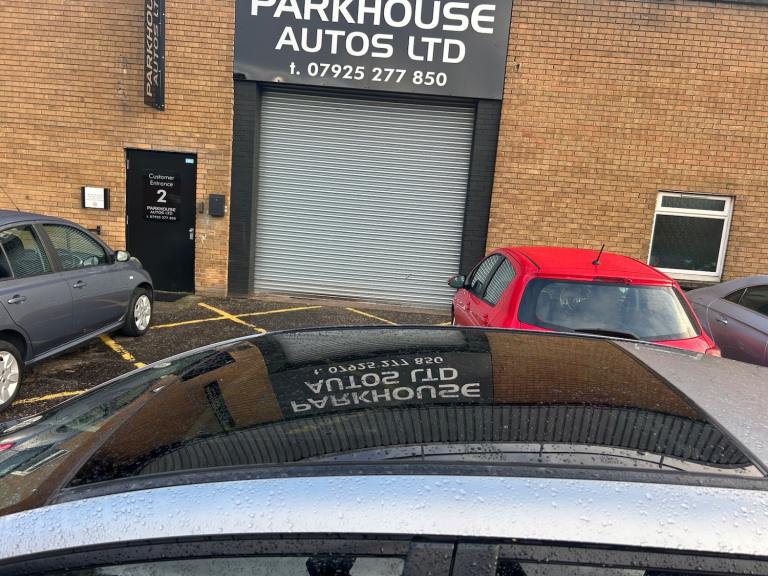 PARKHOUSE
AUTOS LTD
t. 07925 277 850
PARKHOUSE
AUTOS LTD
Customer
Entrance
2
PARKHOUSE
AUTOS LTD
t. 07925 277 850
t. 07925 277 850
AUTOS LTD
PARKHOUSE